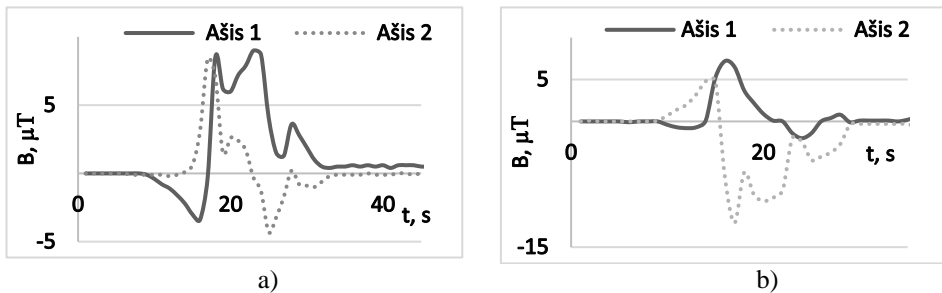 Ašis 1 Ašis 2
B, μT
5
0 20 40 t, s
-5
a)
Ašis 1 Ašis 2
B, μT
5
0 20 t, s
-15
b)